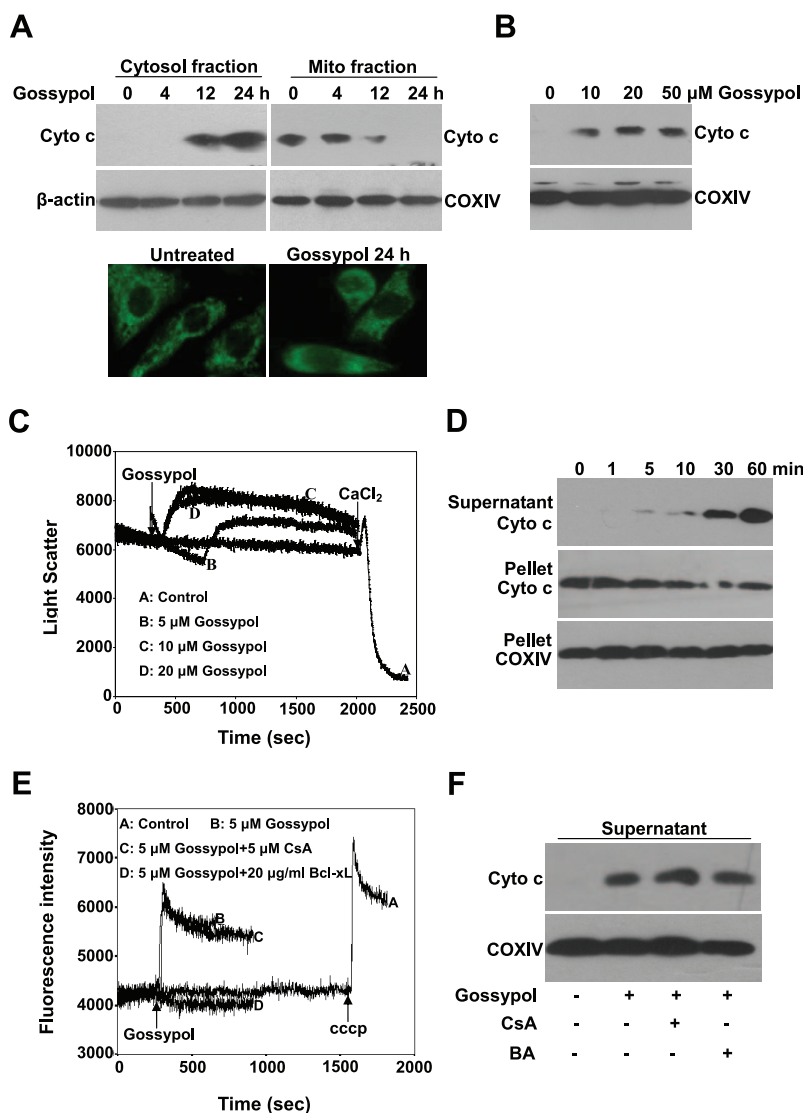 A
Cytosol fraction Mito fraction
Gossypol 0 4 12 24 h 0 4 12 24 h
Cyto c Cyto c
β-actin COXIV
Untreated Gossypol 24 h
B
0 10 20 50 µM Gossypol
Cyto c
COXIV
C
10000
8000
6000
4000
2000
0
Light Scatter
Gossypol
C
CaCl2
D
B
A: Control
B: 5 µM Gossypol
C: 10 µM Gossypol
D: 20 µM Gossypol
A
0 500 1000 1500 2000 2500
Time (sec)
D
0 1 5 10 30 60 min
Supernatant
Cyto c
Pellet
Cyto c
Pellet
COXIV
E
8000
7000
6000
5000
4000
3000
Fluorescence intensity
A: Control B: 5 µM Gossypol
C: 5 µM Gossypol+5 µM CsA
D: 5 µM Gossypol+20 µg/ml Bcl-xL
A
B
C
D
Gossypol
cccp
0 500 1000 1500 2000
Time (sec)
F
Supernatant
Cyto c
COXIV
Gossypol - + + +
CsA - - + -
BA - - - +